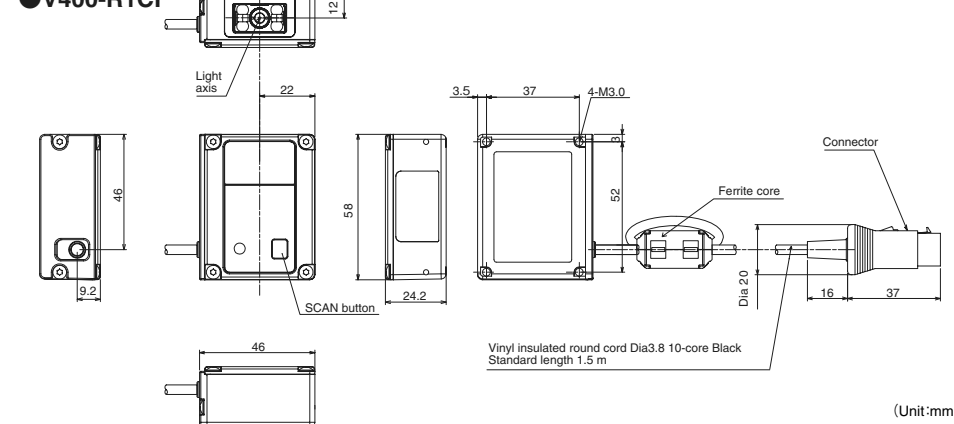 12
Light
axis
22
3.5
37
4-M3.0
3
46
58
52
Connector
Ferrite core
Dia 20
9.2
24.2
SCAN button
16
37
46
Vinyl insulated round cord Dia3.8 10-core Black
Standard length 1.5 m
(Unit:mm